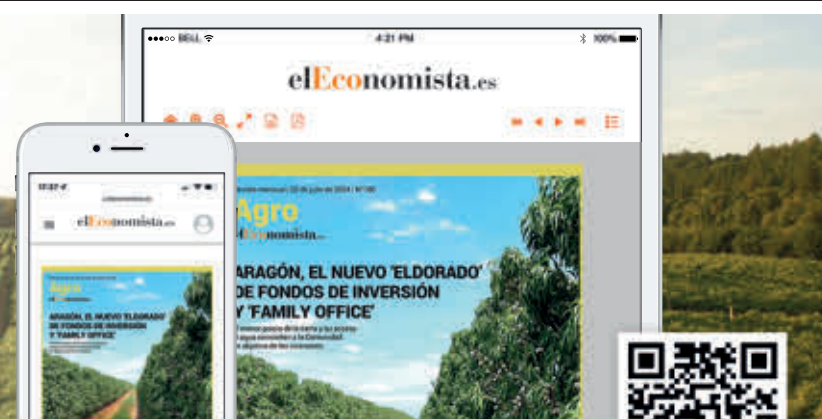 BELL
4:21 PM
100%
elEconomista.es
Agro
elEconomista.es
ARAGÓN, EL NUEVO 'ELDORADO'
DE FONDOS DE INVERSIÓN
Y 'FAMILY OFFICE'
elEconomista.es
Agro
ARAGÓN, EL NUEVO 'ELDORADO'
DE FONDOS DE INVERSIÓN
Y 'FAMILY OFFICE'